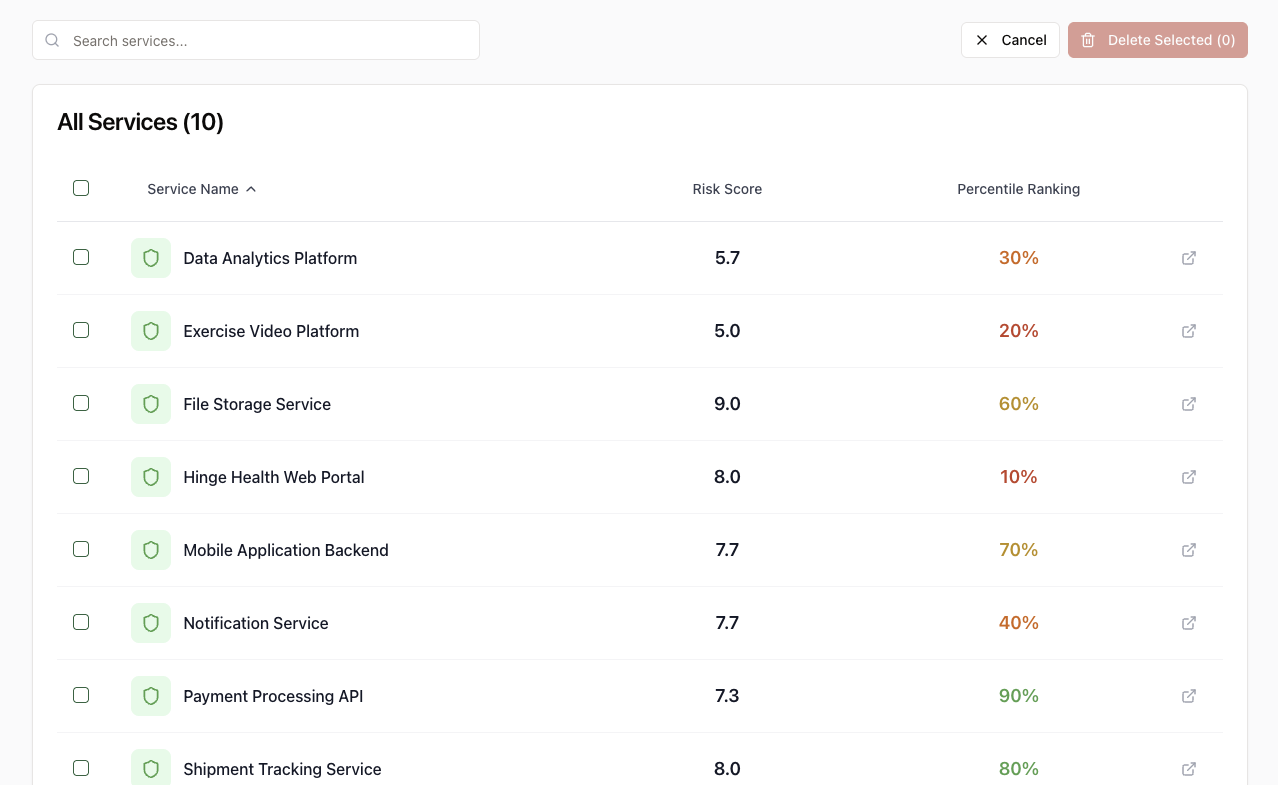 Search services...
Cancel
Delete Selected (0)
All Services (10)
Service Name Risk Score Percentile Ranking
Data Analytics Platform 5.7 30%
Exercise Video Platform 5.0 20%
File Storage Service 9.0 60%
Hinge Health Web Portal 8.0 10%
Mobile Application Backend 7.7 70%
Notification Service 7.7 40%
Payment Processing API 7.3 90%
Shipment Tracking Service 8.0 80%